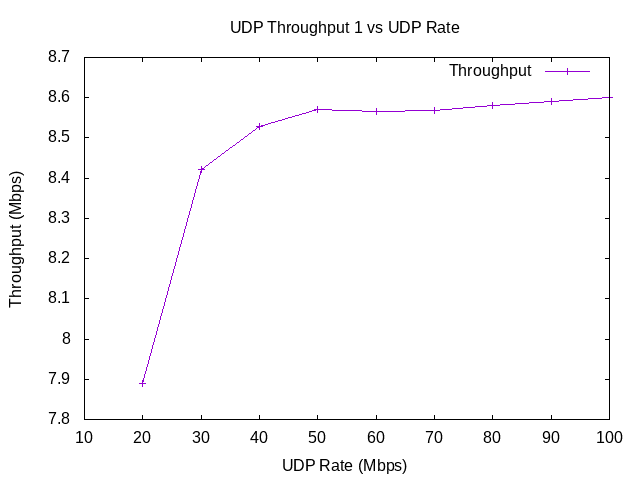 UDP Throughput 1 vs UDP Rate
Throughput
Throughput (Mbps)
8.7
8.6
8.5
8.4
8.3
8.2
8.1
8
7.9
7.8
10 20 30 40 50 60 70 80 90 100
UDP Rate (Mbps)